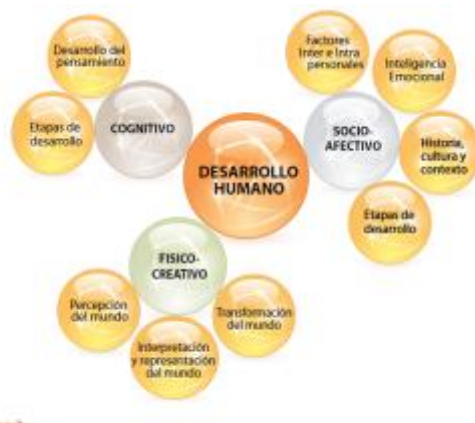 Desarrollo del
pensamiento
Etapas de
desarrollo
COGNITIVO
Factores
Inter e Intra
personales
Inteligencia
Emocional
SOCIO-
AFECTIVO
Historia,
cultura y
contexto
Etapas de
desarrollo
DESARROLLO
HUMANO
FISICO-
CREATIVO
Percepción
del mundo
Interpretación
y representación
del mundo
Transformación
del mundo